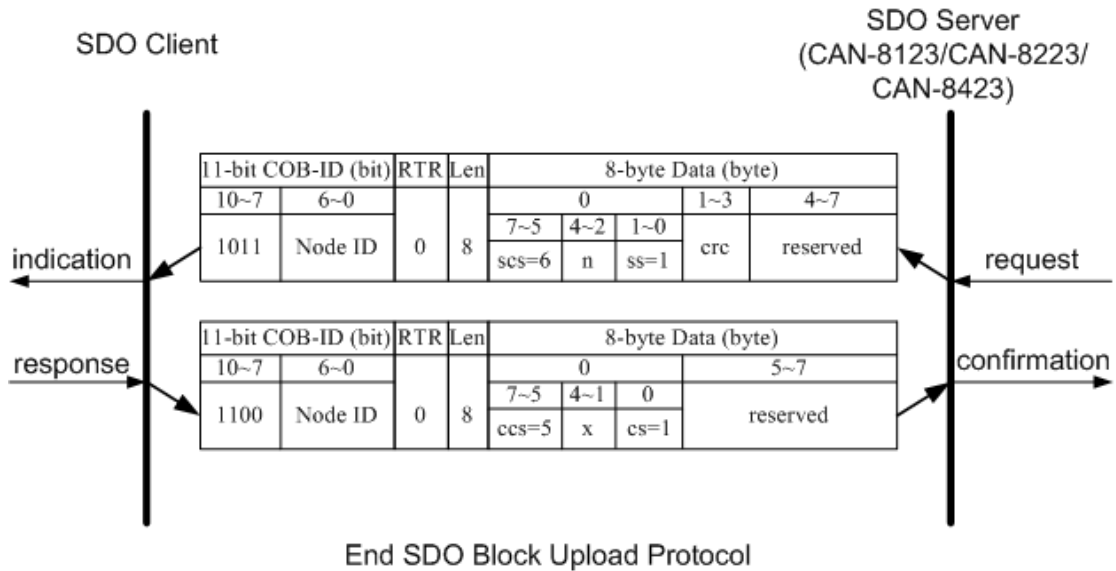 SDO Client
SDO Server
(CAN-8123/CAN-8223/
CAN-8423)
11-bit COB-ID (bit) RTR Len 8-byte Data (byte)
10~7 6~0 0 1~3 4~7
7~5 4~2 1~0
1011 Node ID 0 8 scs=6 n ss=1 crc reserved
indication
request
11-bit COB-ID (bit) RTR Len 8-byte Data (byte)
10~7 6~0 0 5~7
7~5 4~1 0
1100 Node ID 0 8 ccs=5 x cs=1 reserved
response
confirmation
End SDO Block Upload Protocol